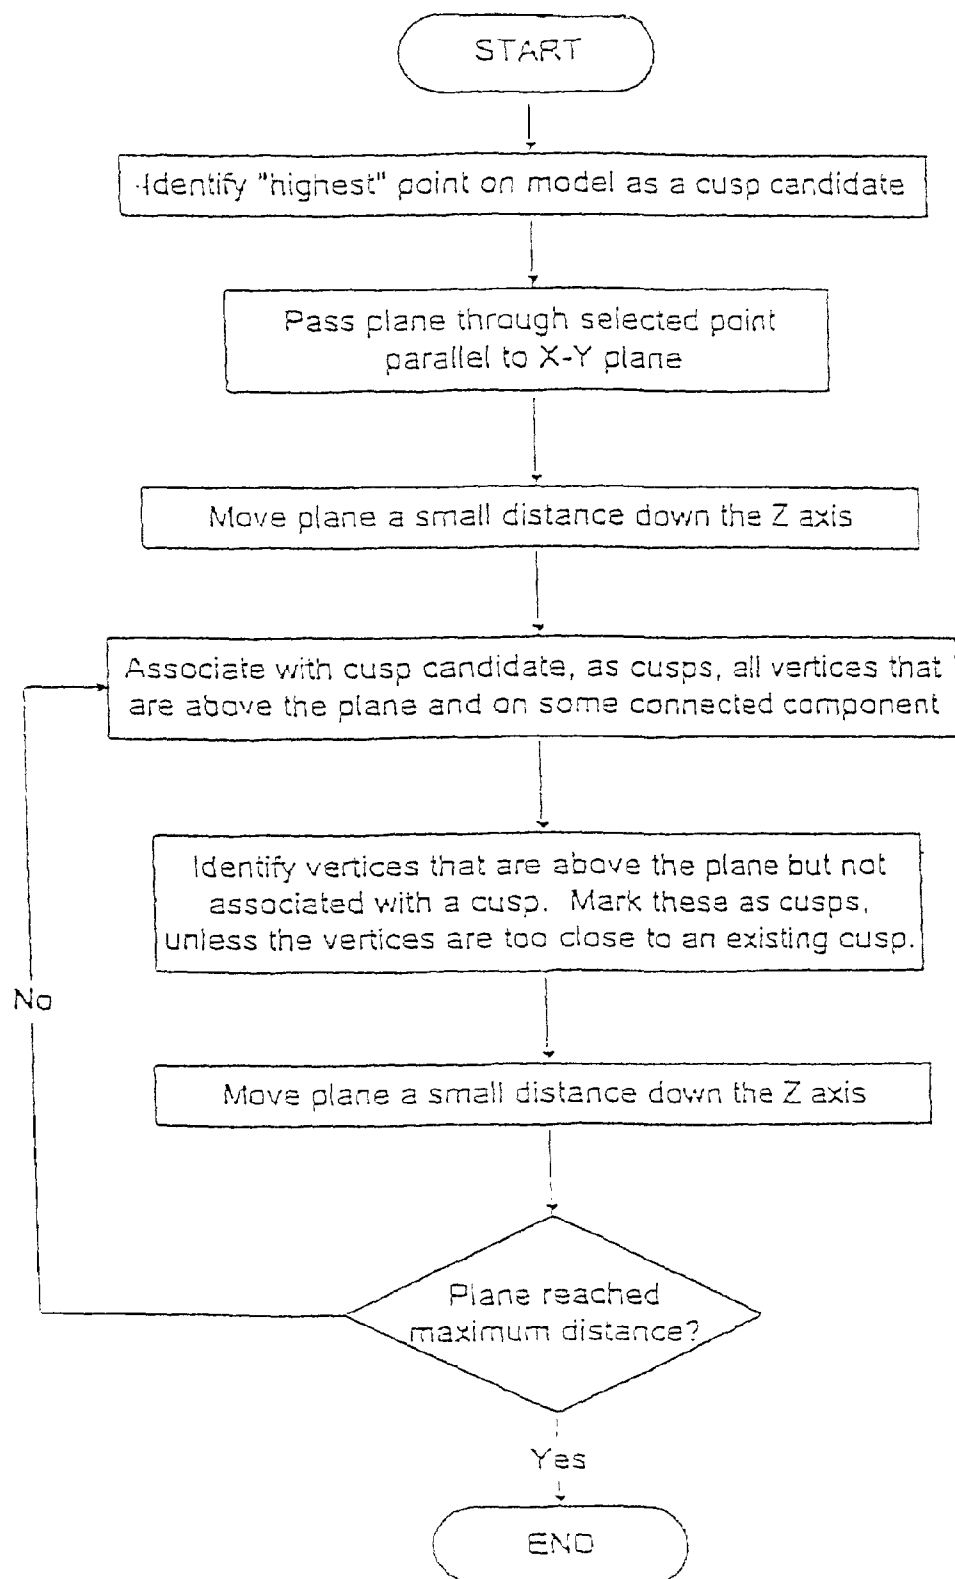 START
Identify "highest" point on model as a cusp candidate
Pass plane through selected point
parallel to X-Y plane
Move plane a small distance down the Z axis
Associate with cusp candidate, as cusps, all vertices that
are above the plane and on some connected component
Identify vertices that are above the plane but not
associated with a cusp. Mark these as cusps,
unless the vertices are too close to an existing cusp.
No
Move plane a small distance down the Z axis
Plane reached
maximum distance?
Yes
END